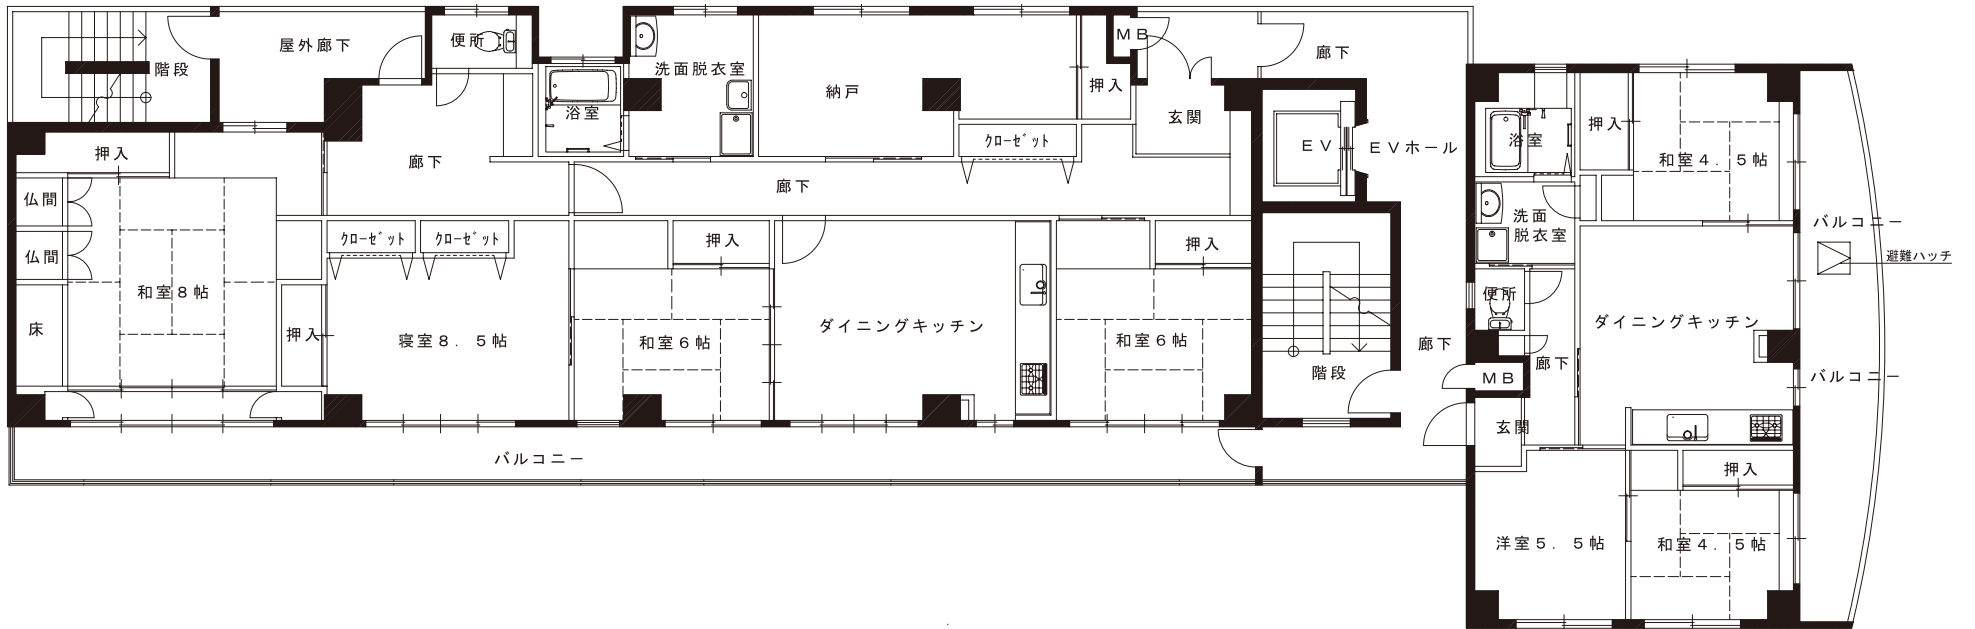 階段
屋外廊下
便所
浴室
洗面脱衣室
納戸
押入
MB
廊下
玄関
クローゼット
EV
EVホール
廊下
廊下
押入
仏間
仏間
床
和室8帖
押入
クローゼット
クローゼット
寝室8.5帖
押入
和室6帖
ダイニングキッチン
押入
和室6帖
階段
廊下
バルコニー
浴室
押入
和室4.5帖
洗面
脱衣室
便所
ダイニングキッチン
廊下
MB
玄関
押入
洋室5.5帖
和室4.5帖
バルコニー
避難ハッチ
バルコニー